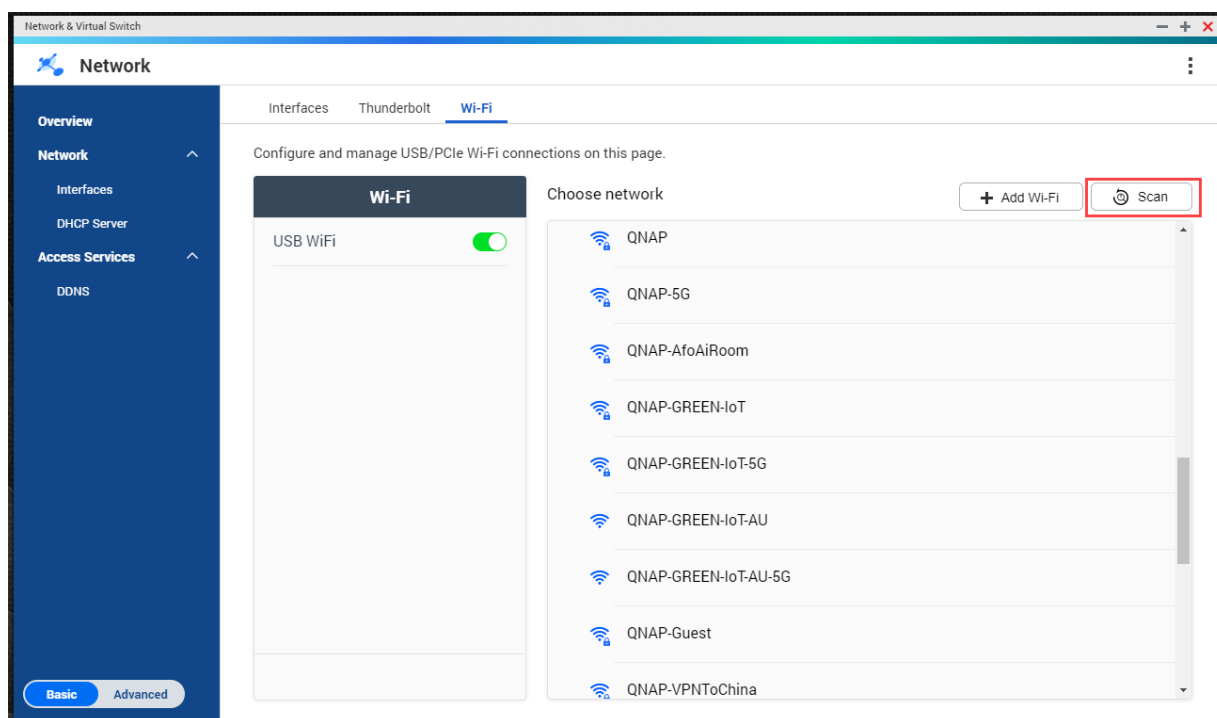 Network & Virtual Switch
Network
Overview
Network
Interfaces
DHCP Server
Access Services
DDNS
Basic Advanced
Interfaces Thunderbolt Wi-Fi
Configure and manage USB/PCIe Wi-Fi connections on this page.
Wi-Fi
USB WiFi
Choose network
+ Add Wi-Fi
Scan
QNAP
QNAP-5G
QNAP-AfoAiRoom
QNAP-GREEN-IoT
QNAP-GREEN-IoT-5G
QNAP-GREEN-IoT-AU
QNAP-GREEN-IoT-AU-5G
QNAP-Guest
QNAP-VPNToChina